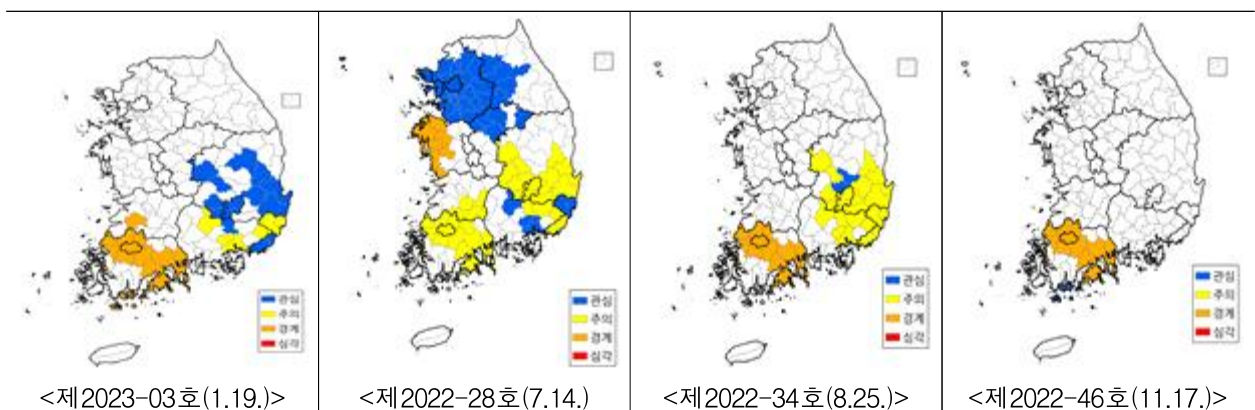 관심
주의
경계
심각
관심
주의
경계
심각
관심
주의
경계
심각
관심
주의
경계
심각
<제2023-03호(1.19.)>
<제2022-28호(7.14.)
<제2022-34호(8.25.)>
<제2022-46호(11.17.)>